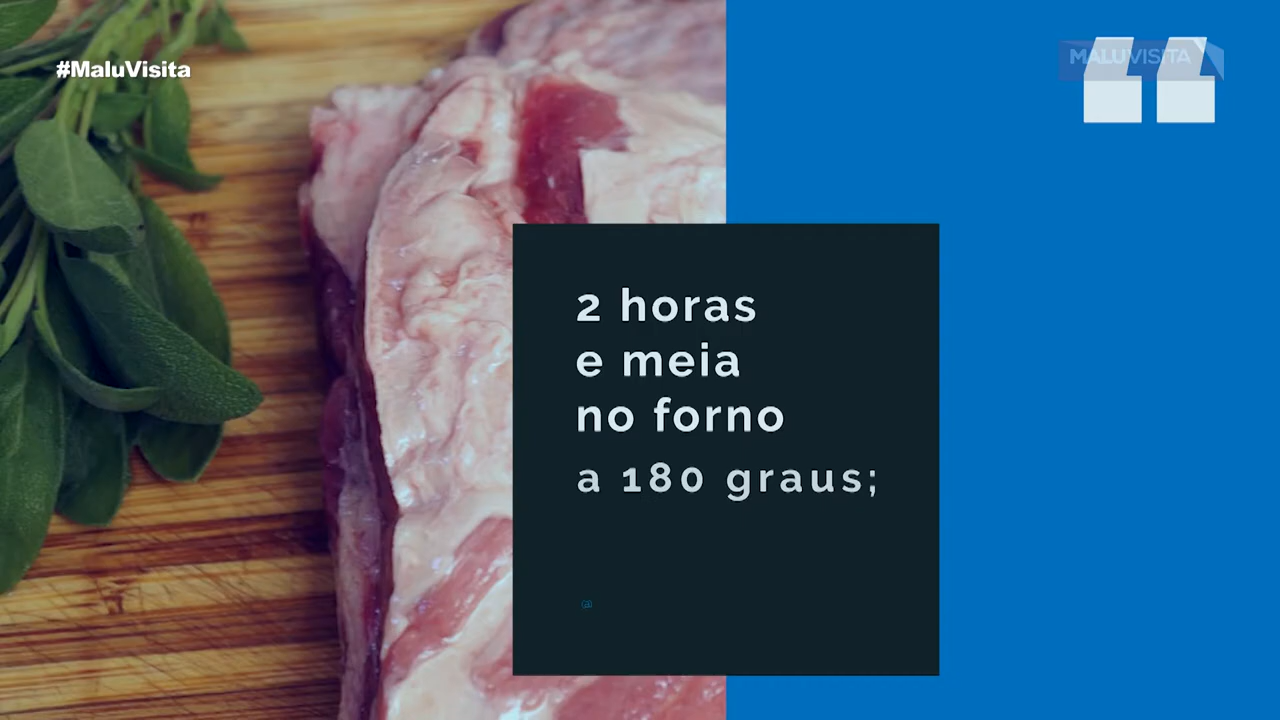 #MaluVisita
MALUVISITA
2 horas
e meia
no forno
a 180 graus;
@